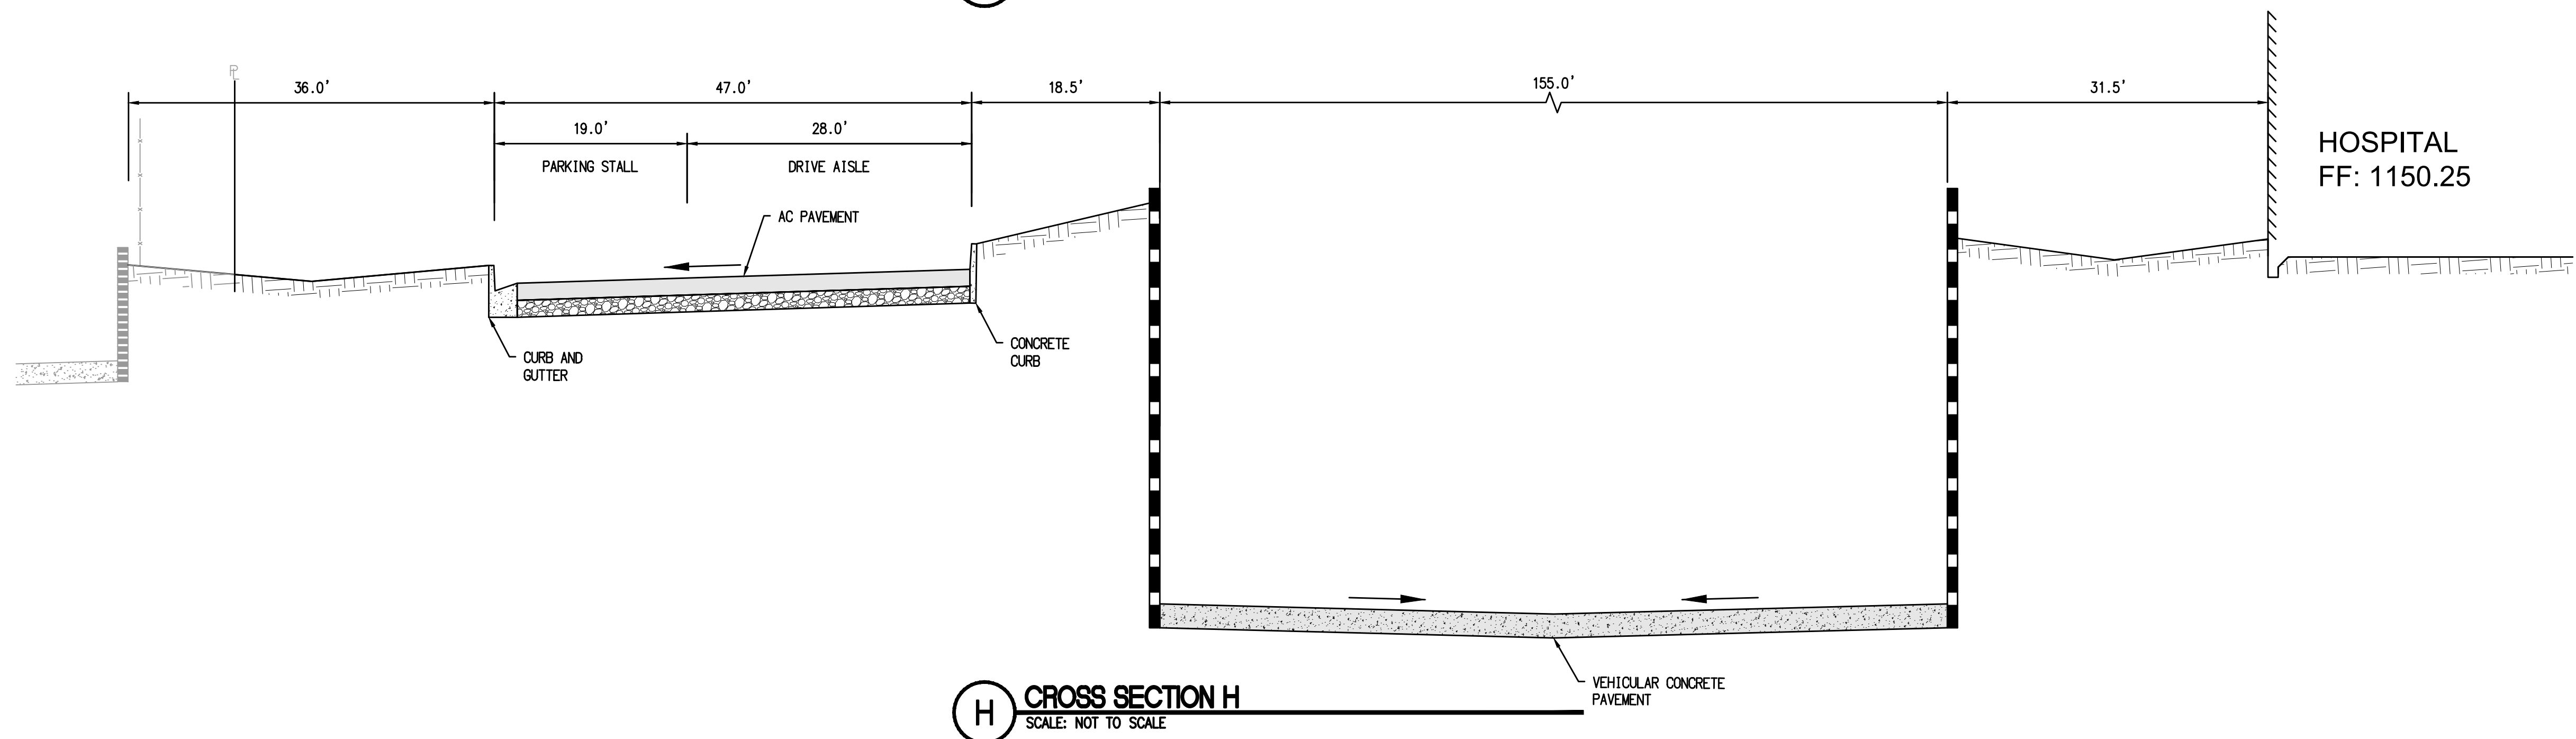 PL
36.0'
47.0'
18.5'
155.0'
31.5'
19.0'
28.0'
PARKING STALL
DRIVE AISLE
HOSPITAL
FF: 1150.25
AC PAVEMENT
CURB AND
GUTTER
CONCRETE
CURB
VEHICULAR CONCRETE
PAVEMENT
H
CROSS SECTION H
SCALE: NOT TO SCALE